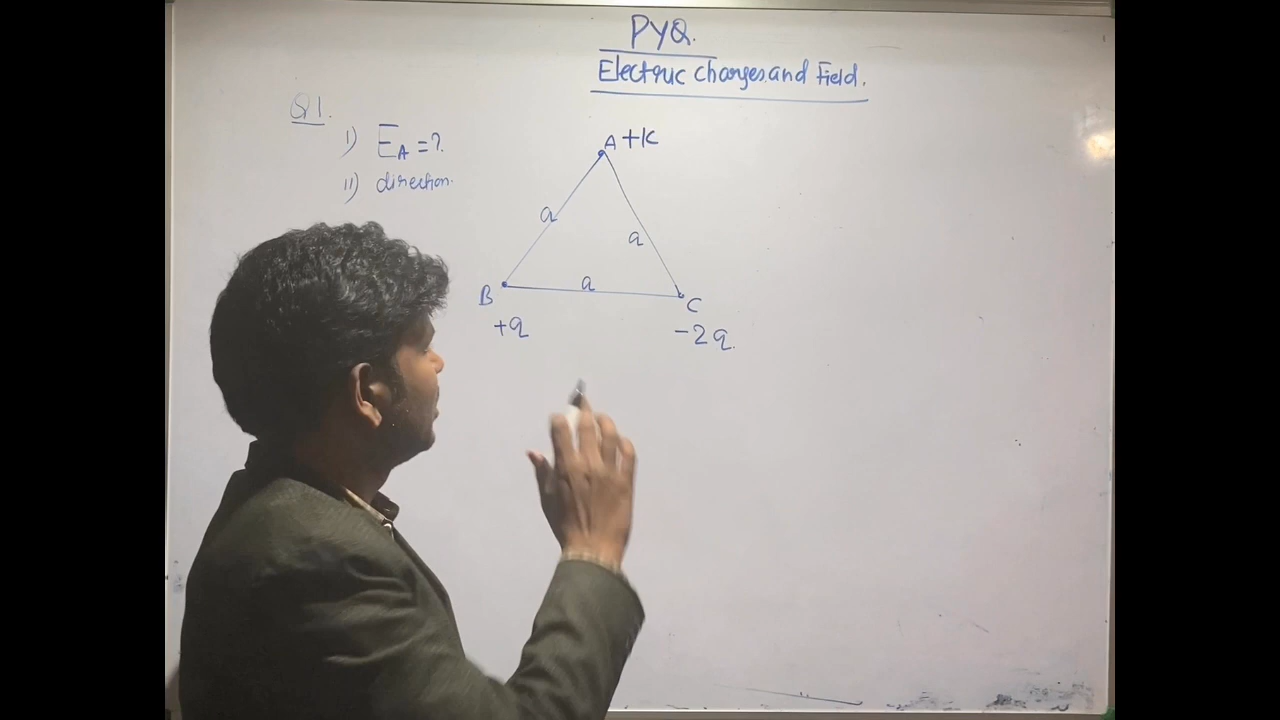 PYQ.
Electric Charges and Field.
Q1.
i) E_A = ?
ii) direction.
A +K
a
a
a
B
C
+q
-2q.